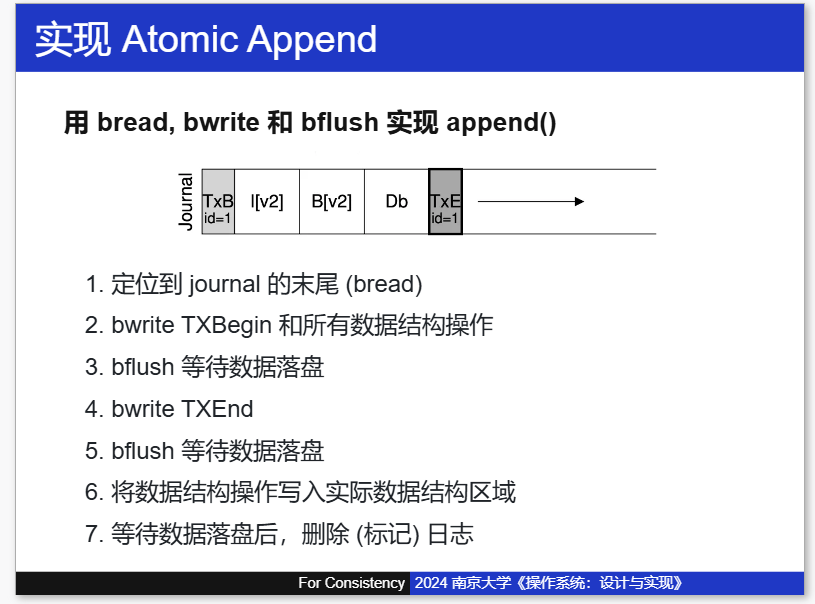 实现 Atomic Append
用 bread, bwrite 和 bflush 实现 append()
Journal
TxB id=1
I[v2]
B[v2]
Db
TxE id=1
1. 定位到 journal 的末尾 (bread)
2. bwrite TXBegin 和所有数据结构操作
3. bflush 等待数据落盘
4. bwrite TXEnd
5. bflush 等待数据落盘
6. 将数据结构操作写入实际数据结构区域
7. 等待数据落盘后，删除 (标记) 日志
For Consistency 2024 南京大学《操作系统：设计与实现》